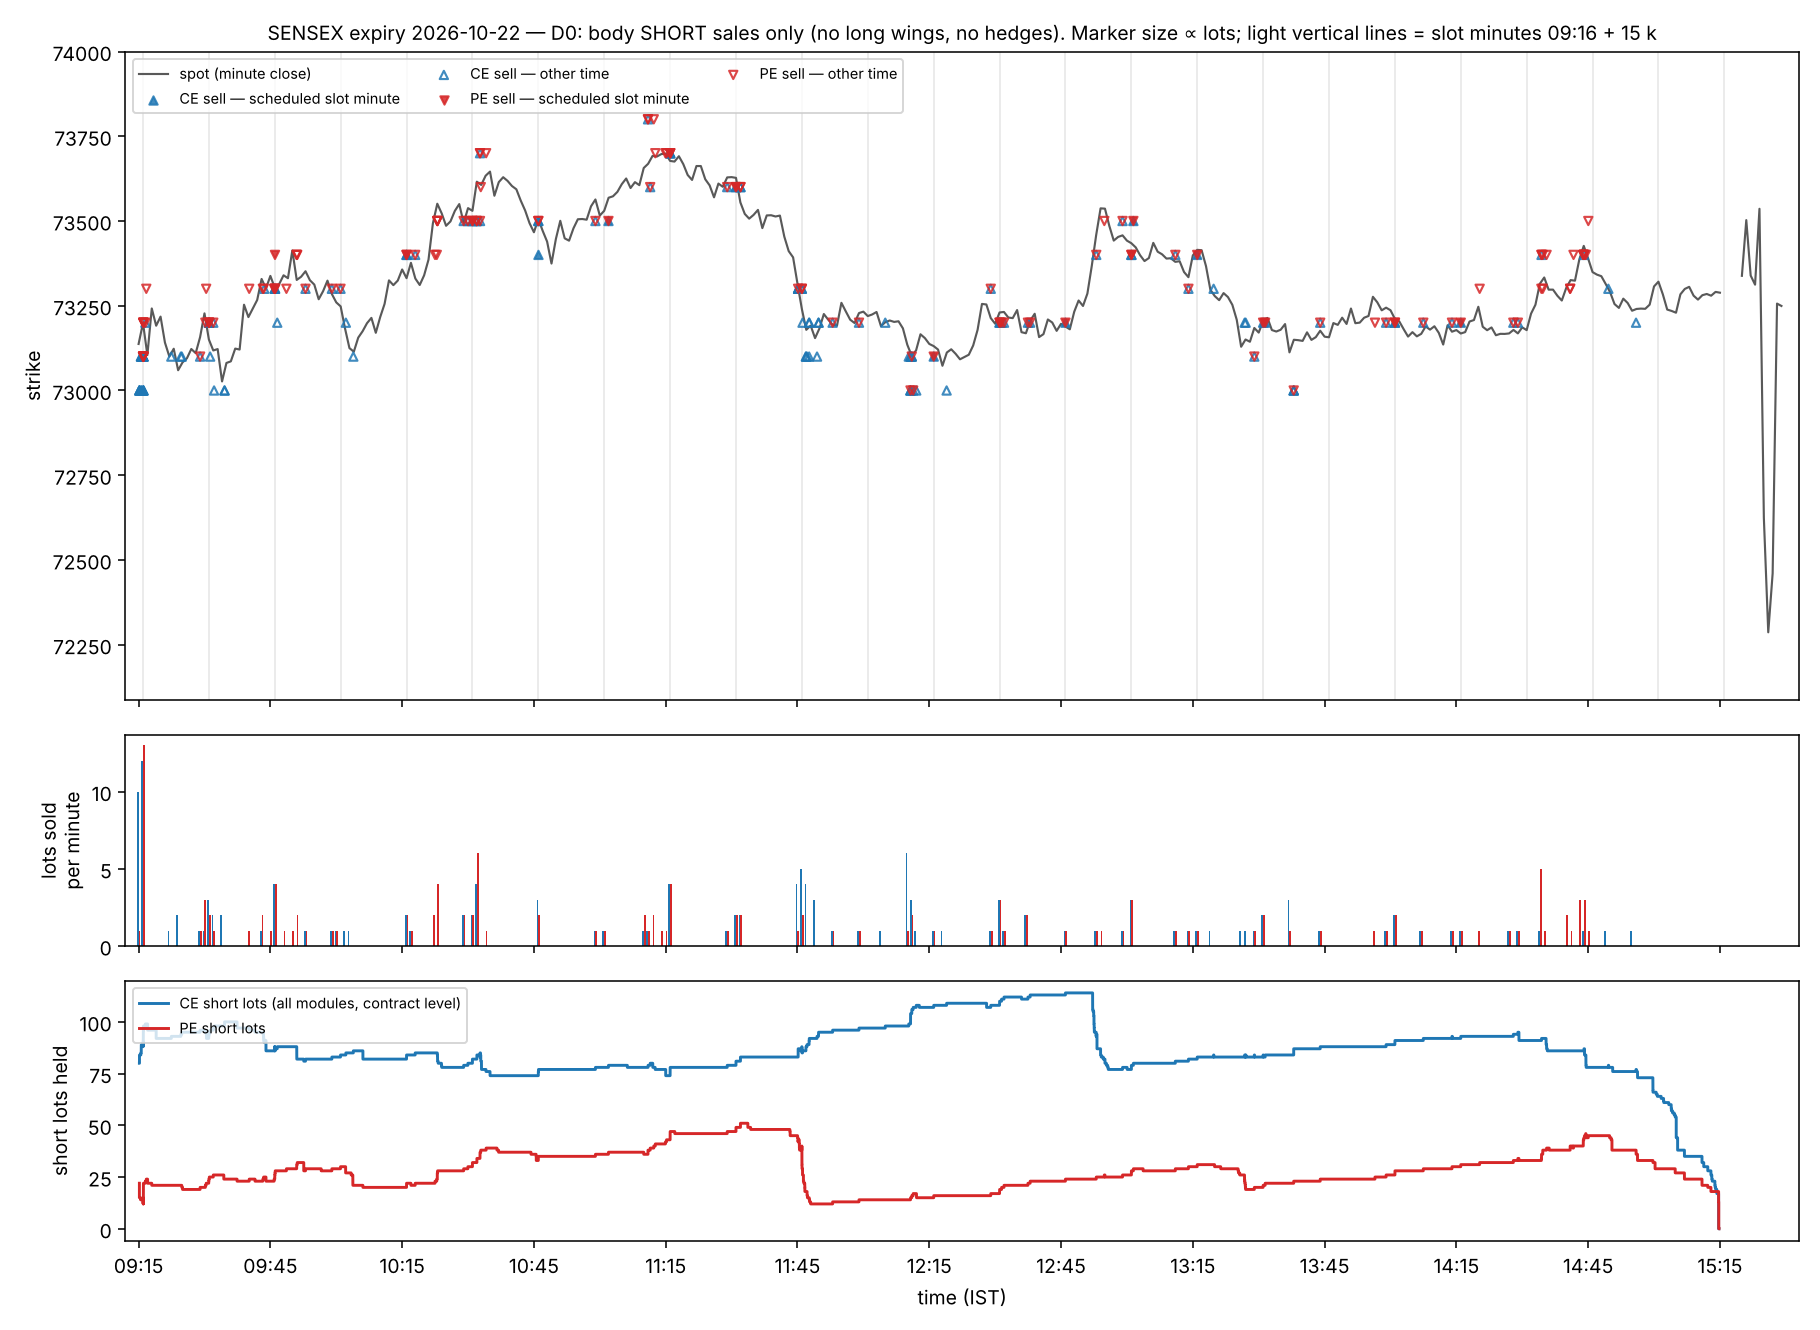 SENSEX expiry 2026-10-22 — D0: body SHORT sales only (no long wings, no hedges). Marker size ∝ lots; light vertical lines = slot minutes 09:16 + 15 k
spot (minute close)
CE sell — scheduled slot minute
CE sell — other time
PE sell — scheduled slot minute
PE sell — other time
74000
73750
73500
73250
73000
72750
72500
72250
strike
10
5
0
lots sold
per minute
CE short lots (all modules, contract level)
PE short lots
100
75
50
25
0
short lots held
09:15
09:45
10:15
10:45
11:15
11:45
12:15
12:45
13:15
13:45
14:15
14:45
15:15
time (IST)